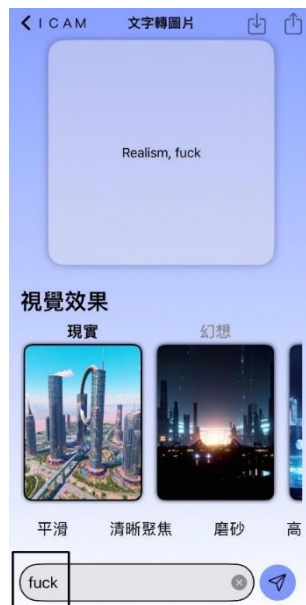 ICAM 文字轉圖片
Realism, fuck
視覺效果
現實 幻想
平滑 清晰聚焦 磨砂 高
fuck